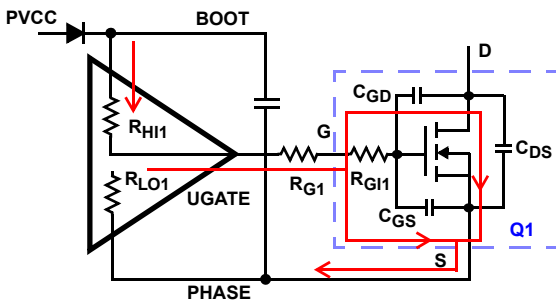 PVCC
BOOT
D
C_GD
R_HI1
G
C_DS
R_LO1
R_G1
R_GI1
UGATE
C_GS
Q1
S
PHASE